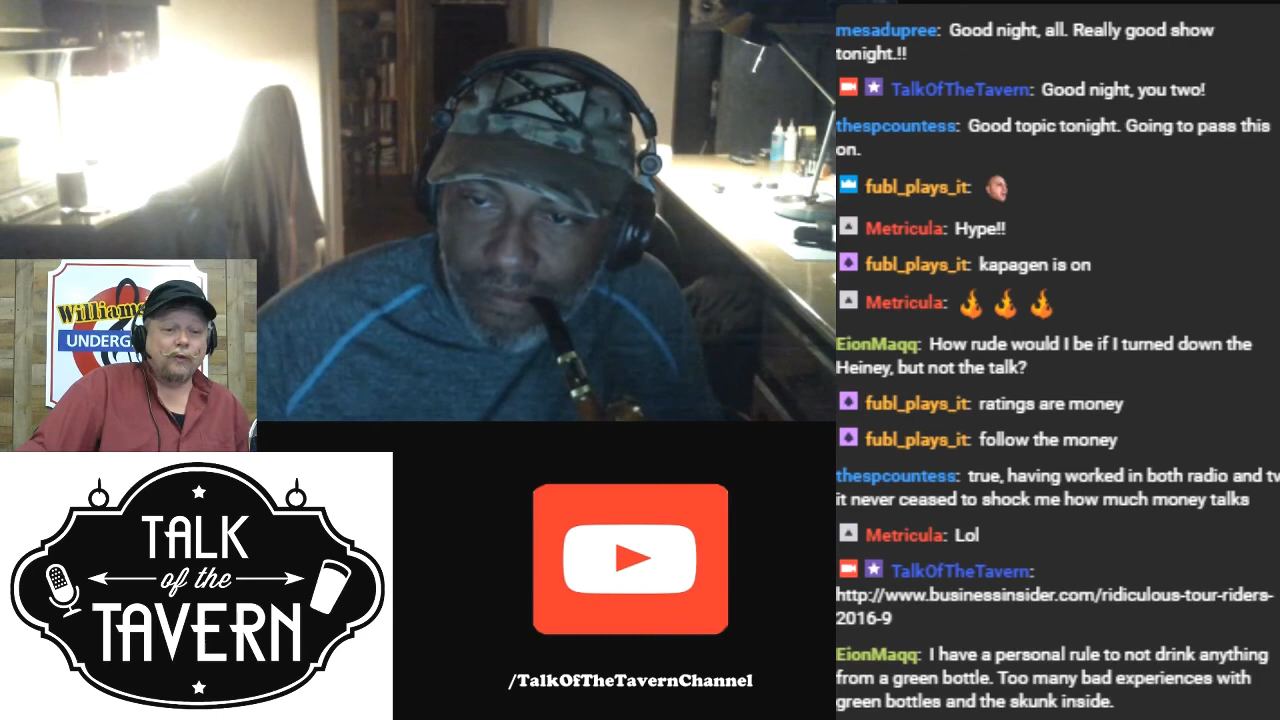 mesadupree: Good night, all. Really good show
tonight.!!
TalkOfTheTavern: Good night, you two!
thespcountess: Good topic tonight. Going to pass this
on.
fubl_plays_it:
Metricula: Hype!!
fubl_plays_it: kapagen is on
Metricula:
EionMaqq: How rude would I be if I turned down the
Heiney, but not the talk?
fubl_plays_it: ratings are money
fubl_plays_it: follow the money
thespcountess: true, having worked in both radio and tv
it never ceased to shock me how much money talks
Metricula: Lol
TalkOfTheTavern:
http://www.businessinsider.com/ridiculous-tour-riders-
2016-9
EionMaqq: I have a personal rule to not drink anything
from a green bottle. Too many bad experiences with
green bottles and the skunk inside.
Williams
UNDERG
TALK
of the
TAVERN
/TalkOfTheTavernChannel